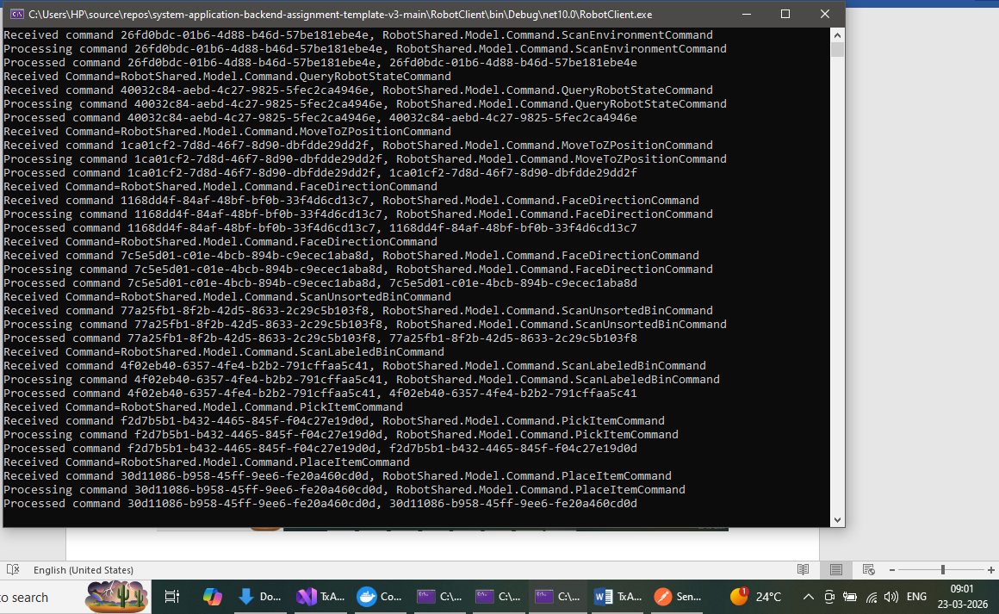 C:\Users\HP\source\repos\system-application-backend-assignment-template-v3-main\RobotClient\bin\Debug\net10.0\RobotClient.exe
Received command 26fd0bdc-01b6-4d88-b46d-57be181ebe4e, RobotShared.Model.Command.ScanEnvironmentCommand
Processing command 26fd0bdc-01b6-4d88-b46d-57be181ebe4e, RobotShared.Model.Command.ScanEnvironmentCommand
Processed command 26fd0bdc-01b6-4d88-b46d-57be181ebe4e, 26fd0bdc-01b6-4d88-b46d-57be181ebe4e
Received Command=RobotShared.Model.Command.QueryRobotStateCommand
Received command 40032c84-aebd-4c27-9825-5fec2ca4946e, RobotShared.Model.Command.QueryRobotStateCommand
Processing command 40032c84-aebd-4c27-9825-5fec2ca4946e, RobotShared.Model.Command.QueryRobotStateCommand
Processed command 40032c84-aebd-4c27-9825-5fec2ca4946e, 40032c84-aebd-4c27-9825-5fec2ca4946e
Received Command=RobotShared.Model.Command.MoveToZPositionCommand
Received command 1ca01cf2-7d8d-46f7-8d90-dbfdde29dd2f, RobotShared.Model.Command.MoveToZPositionCommand
Processing command 1ca01cf2-7d8d-46f7-8d90-dbfdde29dd2f, RobotShared.Model.Command.MoveToZPositionCommand
Processed command 1ca01cf2-7d8d-46f7-8d90-dbfdde29dd2f, 1ca01cf2-7d8d-46f7-8d90-dbfdde29dd2f
Received Command=RobotShared.Model.Command.FaceDirectionCommand
Received command 1168dd4f-84af-48bf-bf0b-33f4d6cd13c7, RobotShared.Model.Command.FaceDirectionCommand
Processing command 1168dd4f-84af-48bf-bf0b-33f4d6cd13c7, RobotShared.Model.Command.FaceDirectionCommand
Processed command 1168dd4f-84af-48bf-bf0b-33f4d6cd13c7, 1168dd4f-84af-48bf-bf0b-33f4d6cd13c7
Received Command=RobotShared.Model.Command.FaceDirectionCommand
Received command 7c5e5d01-c01e-4bcb-894b-c9ecec1aba8d, RobotShared.Model.Command.FaceDirectionCommand
Processing command 7c5e5d01-c01e-4bcb-894b-c9ecec1aba8d, RobotShared.Model.Command.FaceDirectionCommand
Processed command 7c5e5d01-c01e-4bcb-894b-c9ecec1aba8d, 7c5e5d01-c01e-4bcb-894b-c9ecec1aba8d
Received Command=RobotShared.Model.Command.ScanUnsortedBinCommand
Received command 77a25fb1-8f2b-42d5-8633-2c29c5b103f8, RobotShared.Model.Command.ScanUnsortedBinCommand
Processing command 77a25fb1-8f2b-42d5-8633-2c29c5b103f8, RobotShared.Model.Command.ScanUnsortedBinCommand
Processed command 77a25fb1-8f2b-42d5-8633-2c29c5b103f8, 77a25fb1-8f2b-42d5-8633-2c29c5b103f8
Received Command=RobotShared.Model.Command.ScanLabeledBinCommand
Received command 4f02eb40-6357-4fe4-b2b2-791cffaa5c41, RobotShared.Model.Command.ScanLabeledBinCommand
Processing command 4f02eb40-6357-4fe4-b2b2-791cffaa5c41, RobotShared.Model.Command.ScanLabeledBinCommand
Processed command 4f02eb40-6357-4fe4-b2b2-791cffaa5c41, 4f02eb40-6357-4fe4-b2b2-791cffaa5c41
Received Command=RobotShared.Model.Command.PickItemCommand
Received command f2d7b5b1-b432-4465-845f-f04c27e19d0d, RobotShared.Model.Command.PickItemCommand
Processing command f2d7b5b1-b432-4465-845f-f04c27e19d0d, RobotShared.Model.Command.PickItemCommand
Processed command f2d7b5b1-b432-4465-845f-f04c27e19d0d, f2d7b5b1-b432-4465-845f-f04c27e19d0d
Received Command=RobotShared.Model.Command.PlaceItemCommand
Received command 30d11086-b958-45ff-9ee6-fe20a460cd0d, RobotShared.Model.Command.PlaceItemCommand
Processing command 30d11086-b958-45ff-9ee6-fe20a460cd0d, RobotShared.Model.Command.PlaceItemCommand
Processed command 30d11086-b958-45ff-9ee6-fe20a460cd0d, 30d11086-b958-45ff-9ee6-fe20a460cd0d
English (United States)
to search Do... TxA... Co... C:\... C:\... C:\... TxA... Sen... 1 24°C ENG 09:01
23-03-2026